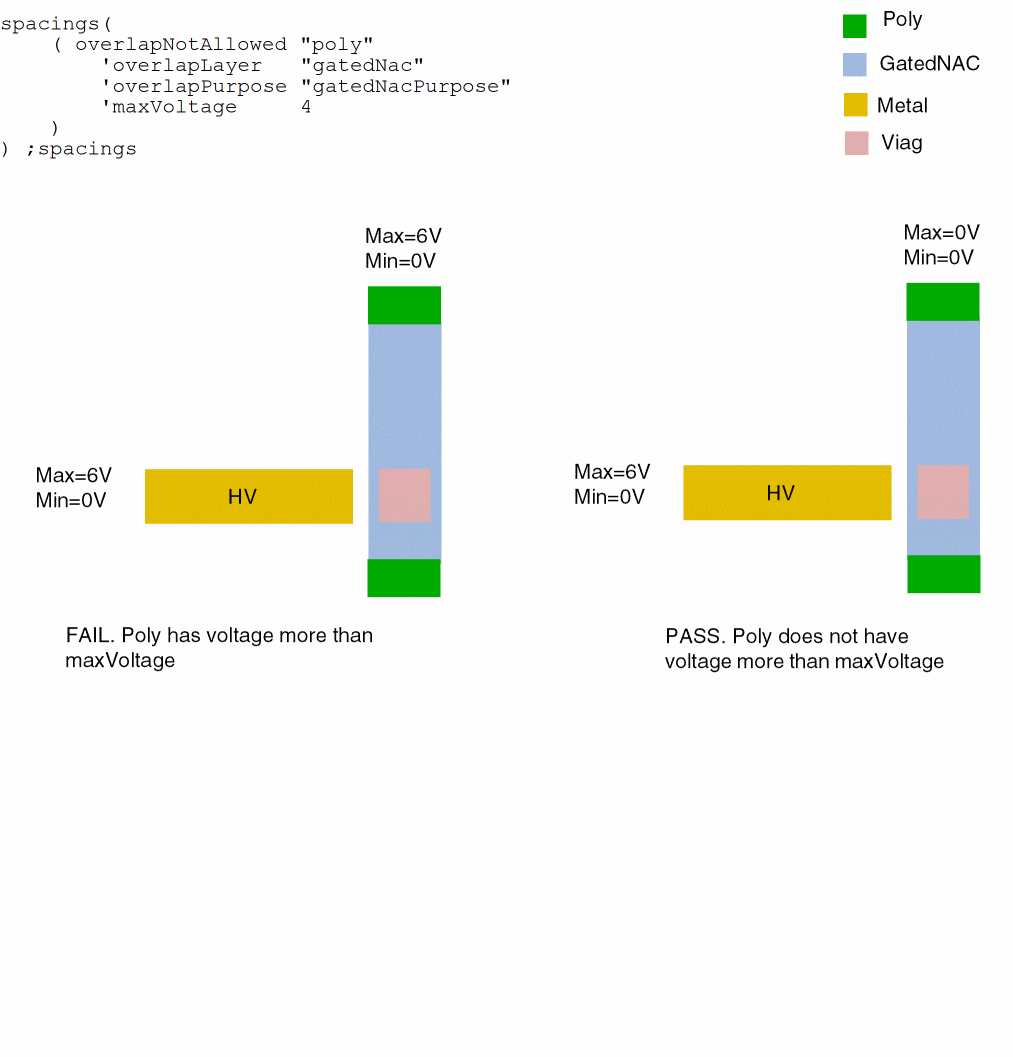 spacings(
    ( overlapNotAllowed "poly"
        'overlapLayer   "gatedNac"
        'overlapPurpose "gatedNacPurpose"
        'maxVoltage     4
    )
) ;spacings
Poly
GatedNAC
Metal
Viag
Max=6V
Min=0V
Max=6V
Min=0V
HV
FAIL. Poly has voltage more than
maxVoltage
Max=0V
Min=0V
Max=6V
Min=0V
HV
PASS. Poly does not have
voltage more than maxVoltage